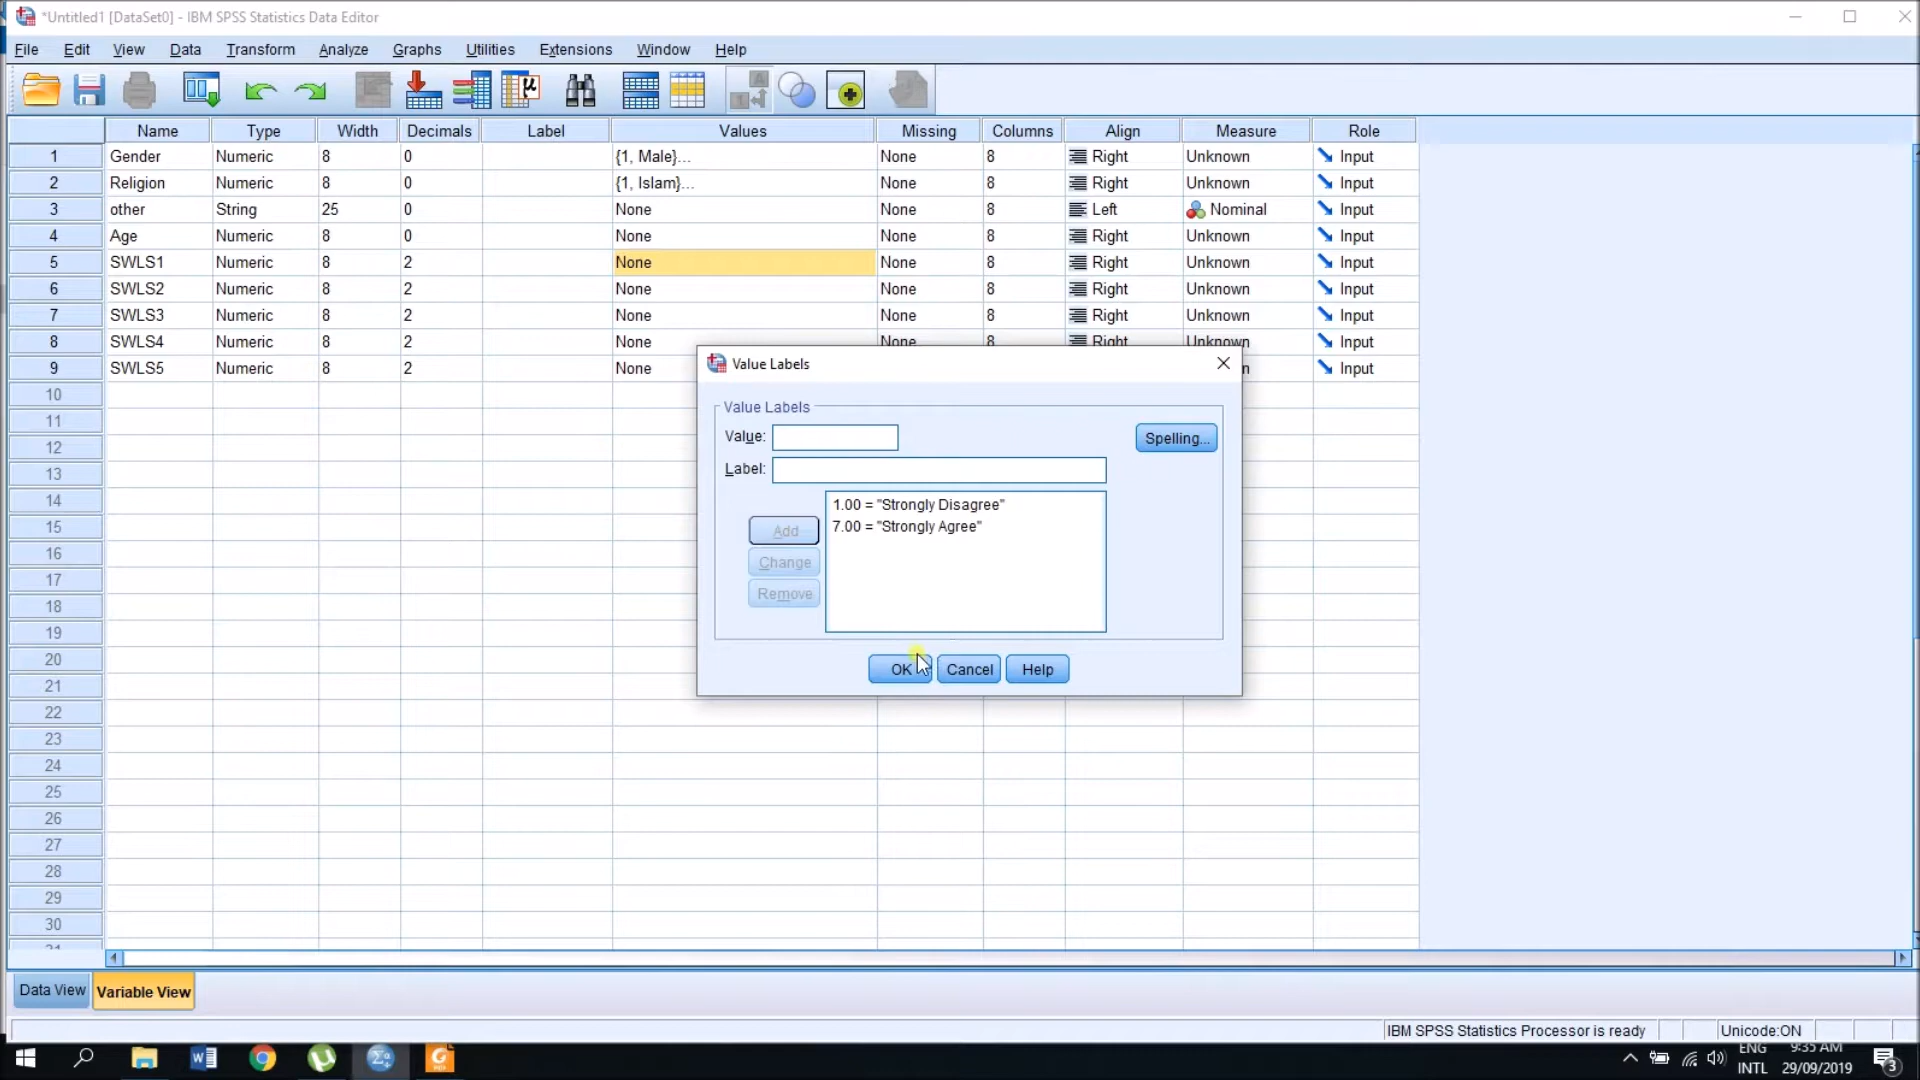 *Untitled1 [DataSet0] - IBM SPSS Statistics Data Editor
File Edit View Data Transform Analyze Graphs Utilities Extensions Window Help
Name Type Width Decimals Label Values Missing Columns Align Measure Role
1 Gender Numeric 8 0 {1, Male}... None 8 Right Unknown Input
2 Religion Numeric 8 0 {1, Islam}... None 8 Right Unknown Input
3 other String 25 0 None None 8 Left Nominal Input
4 Age Numeric 8 0 None None 8 Right Unknown Input
5 SWLS1 Numeric 8 2 None None 8 Right Unknown Input
6 SWLS2 Numeric 8 2 None None 8 Right Unknown Input
7 SWLS3 Numeric 8 2 None None 8 Right Unknown Input
8 SWLS4 Numeric 8 2 None None 8 Right Unknown Input
9 SWLS5 Numeric 8 2 None n Input
10
11
12
13
14
15
16
17
18
19
20
21
22
23
24
25
26
27
28
29
30
31
Value Labels
Value Labels
Value:
Spelling...
Label:
1.00 = "Strongly Disagree"
7.00 = "Strongly Agree"
Add
Change
Remove
OK Cancel Help
Data View Variable View
IBM SPSS Statistics Processor is ready Unicode:ON
ENG 9:35 AM
INTL 29/09/2019 3